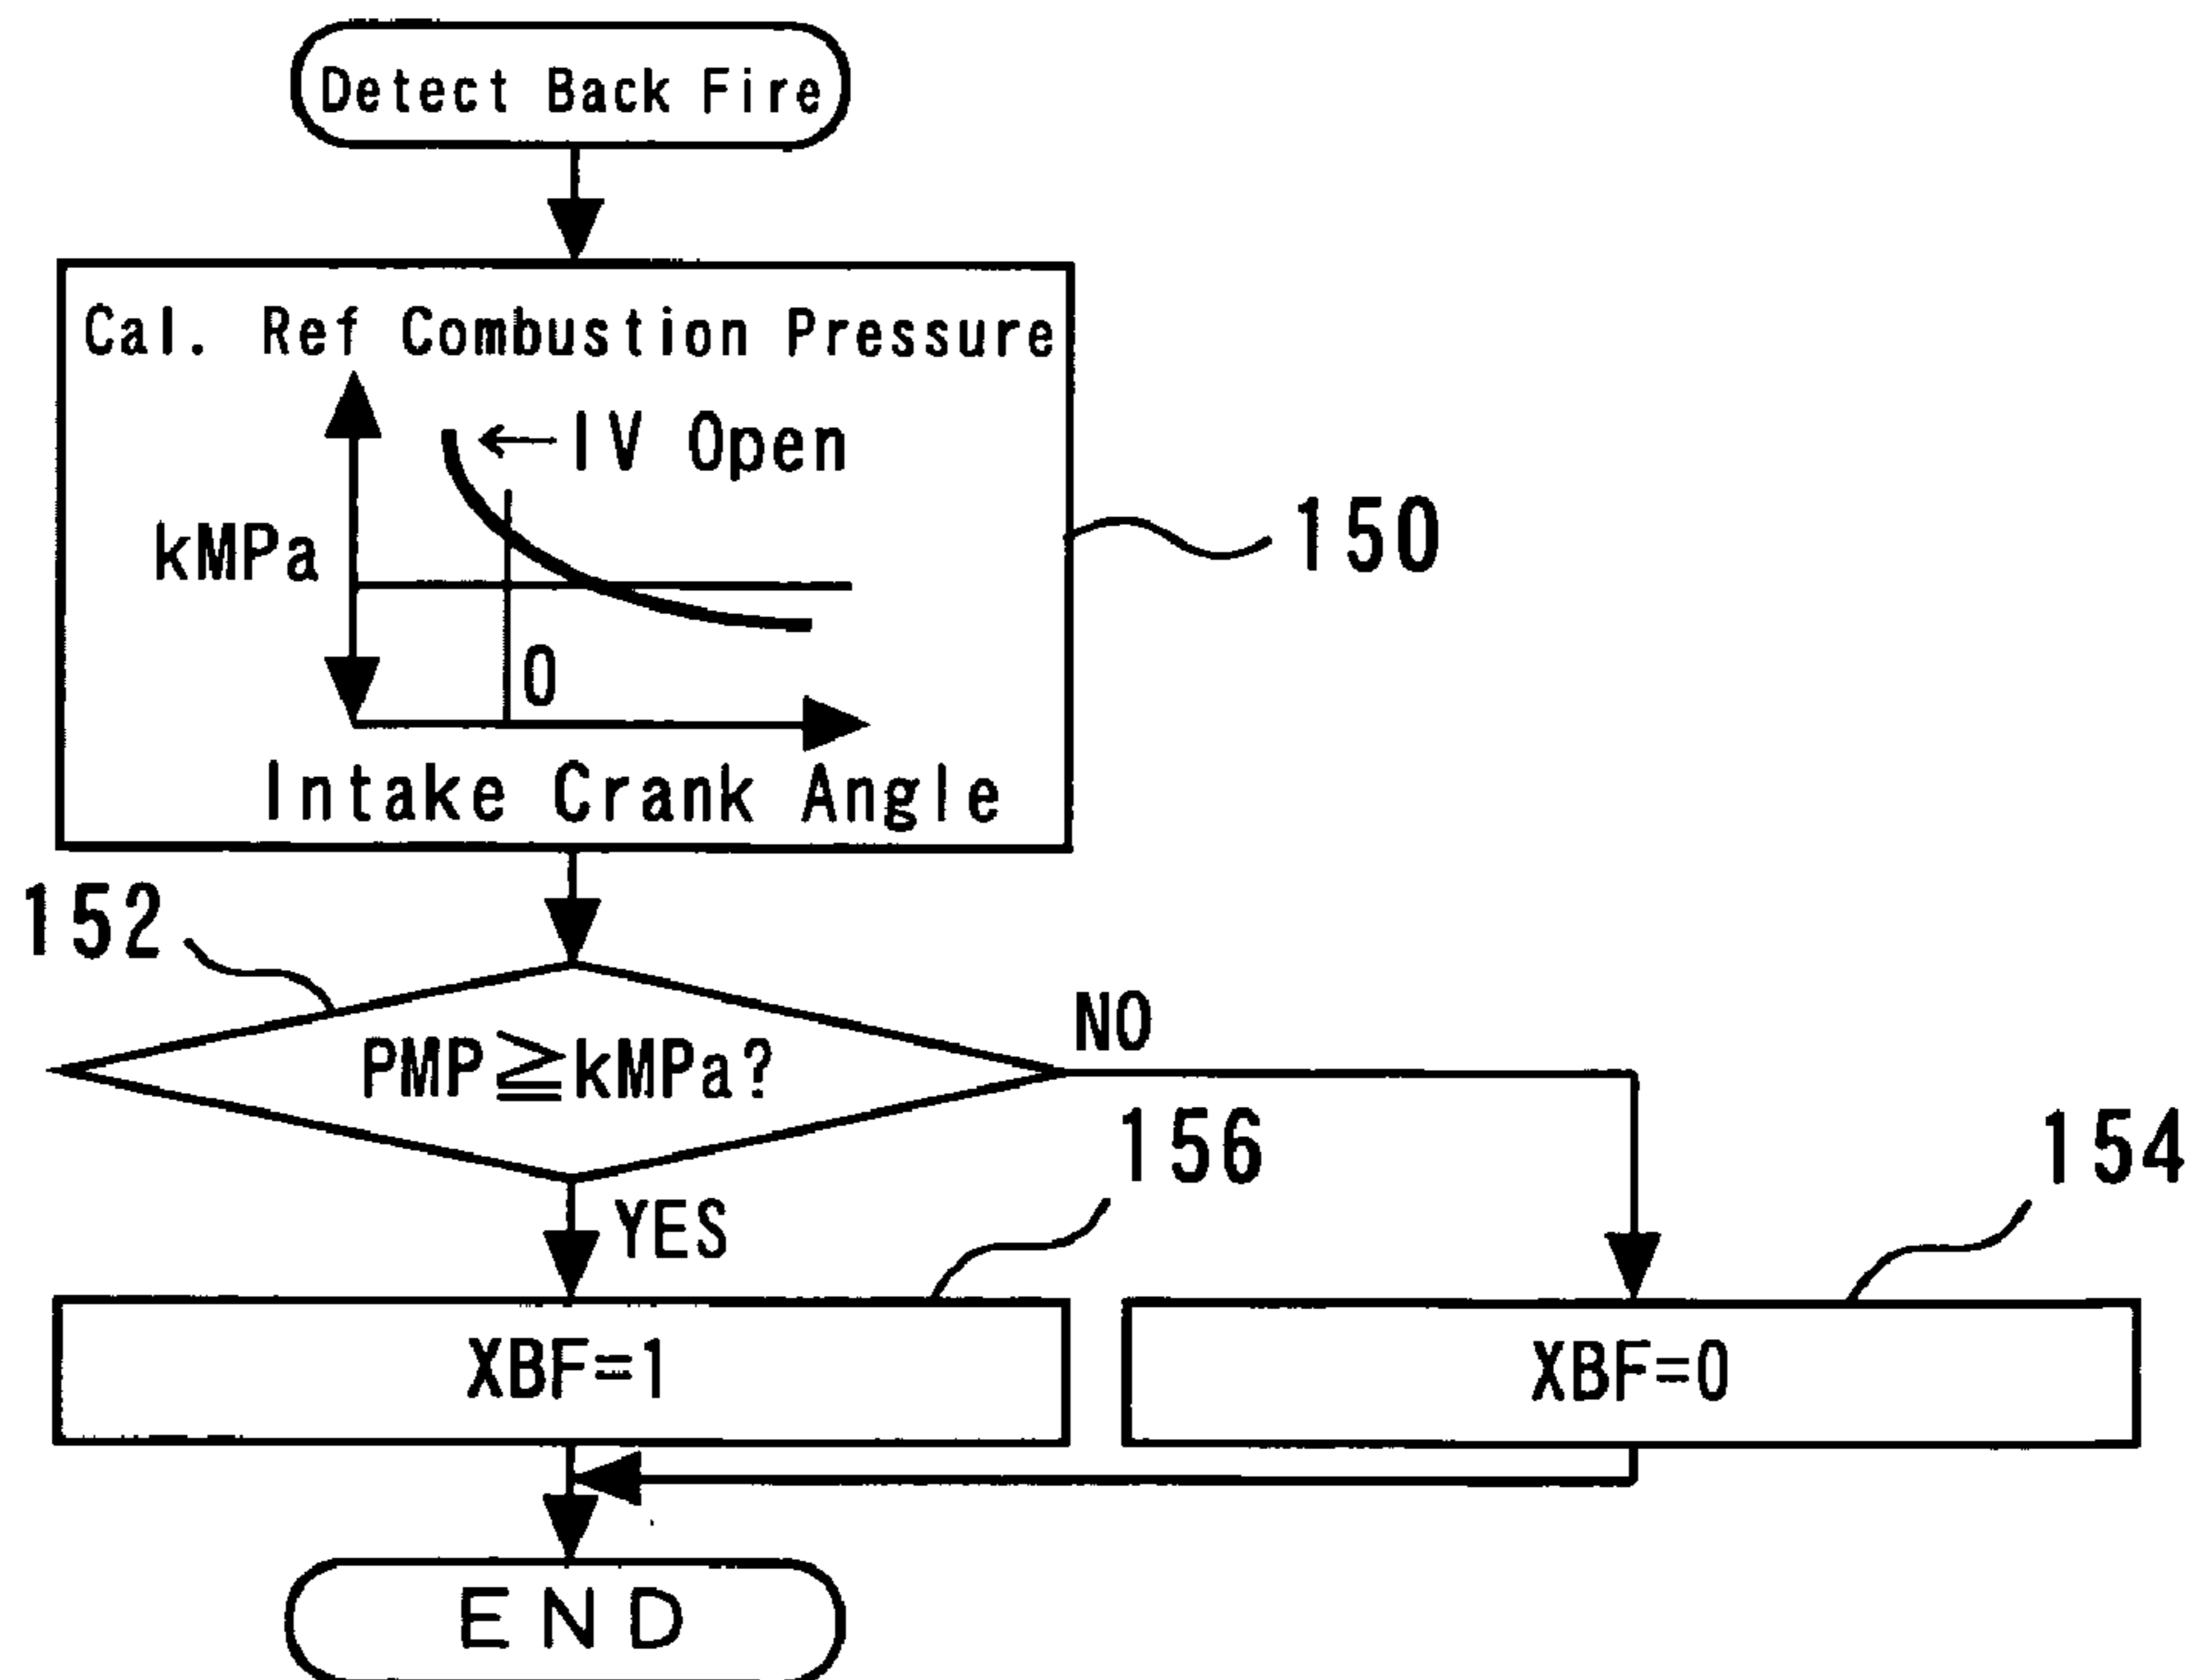 Detect Back Fire
Cal. Ref Combustion Pressure
IV Open
kMPa
150
0
Intake Crank Angle
152
PMP≧kMPa?
NO
YES
156
154
XBF=1
XBF=0
END